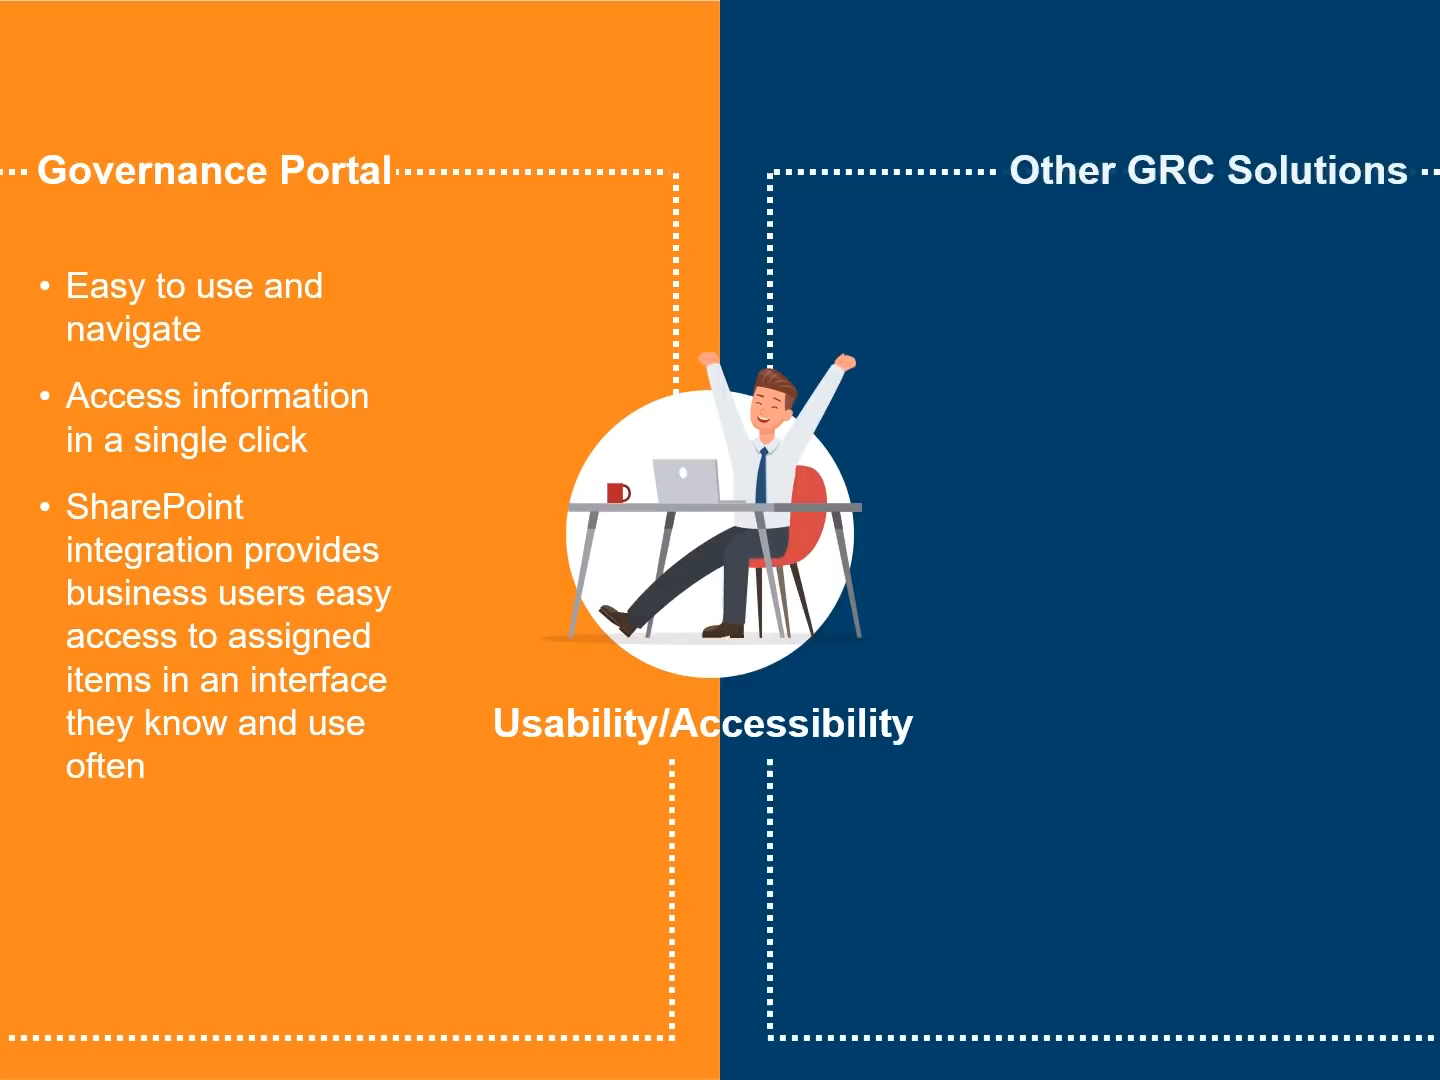 Governance Portal
• Easy to use and
navigate
• Access information
in a single click
• SharePoint
integration provides
business users easy
access to assigned
items in an interface
they know and use
often
Usability/Accessibility
Other GRC Solutions